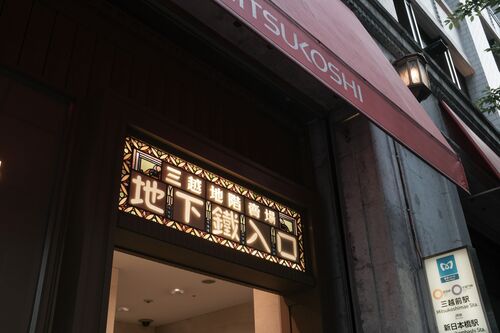 MITSUKOSHI
三越地階賣場
地下鐵入口
三越前駅
Mitsukoshimae Sta.
新日本橋駅